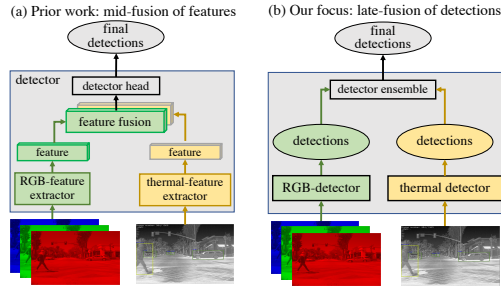 (a) Prior work: mid-fusion of features
final
detections
detector
detector head
feature fusion
feature
feature
RGB-feature
extractor
thermal-feature
extractor
(b) Our focus: late-fusion of detections
final
detections
detector ensemble
detections
detections
RGB-detector
thermal detector